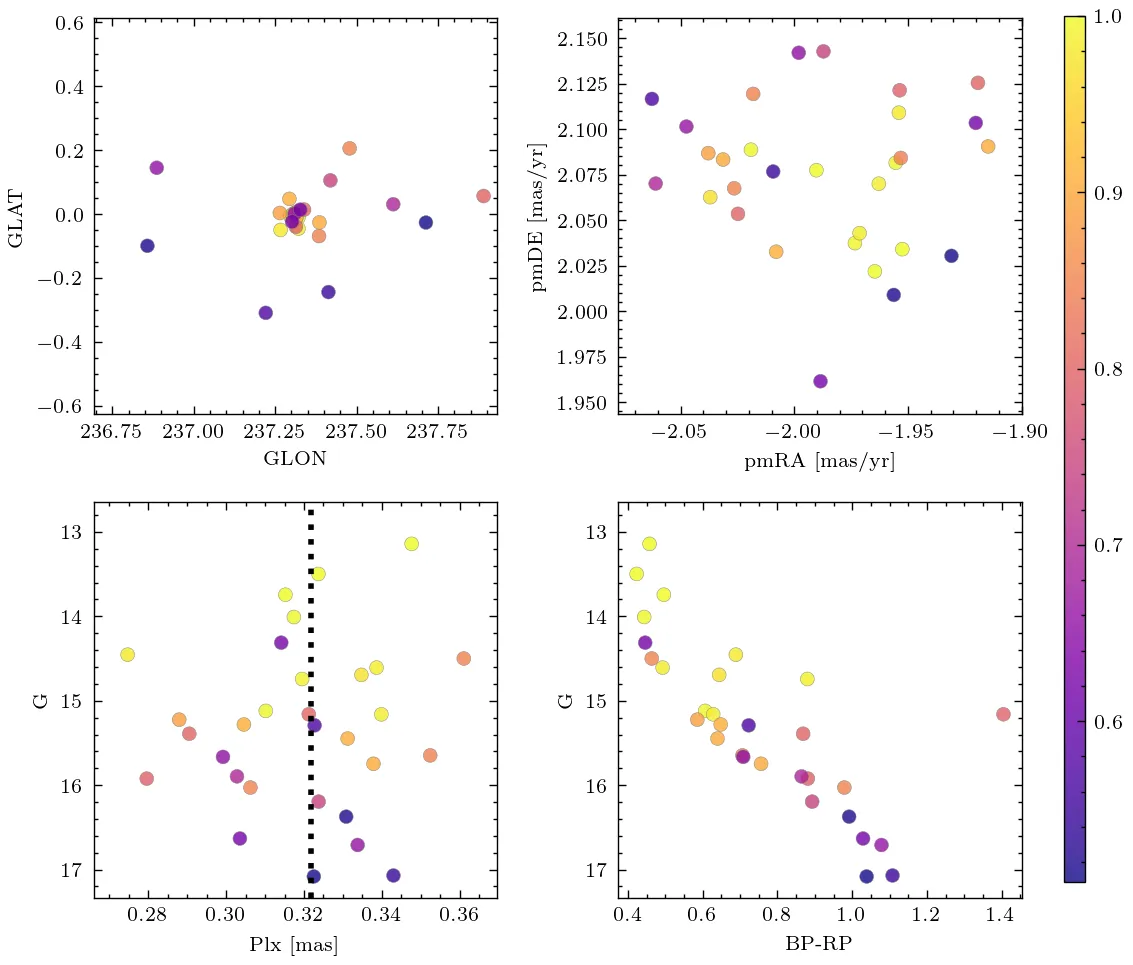 0.6
0.4
0.2
0.0
−0.2
−0.4
−0.6
GLAT
236.75 237.00 237.25 237.50 237.75
GLON
2.150
2.125
2.100
2.075
2.050
2.025
2.000
1.975
1.950
pmDE [mas/yr]
−2.05 −2.00 −1.95 −1.90
pmRA [mas/yr]
1.0
0.9
0.8
0.7
0.6
13
14
15
16
17
G
0.28 0.30 0.32 0.34 0.36
Plx [mas]
13
14
15
16
17
G
0.4 0.6 0.8 1.0 1.2 1.4
BP-RP